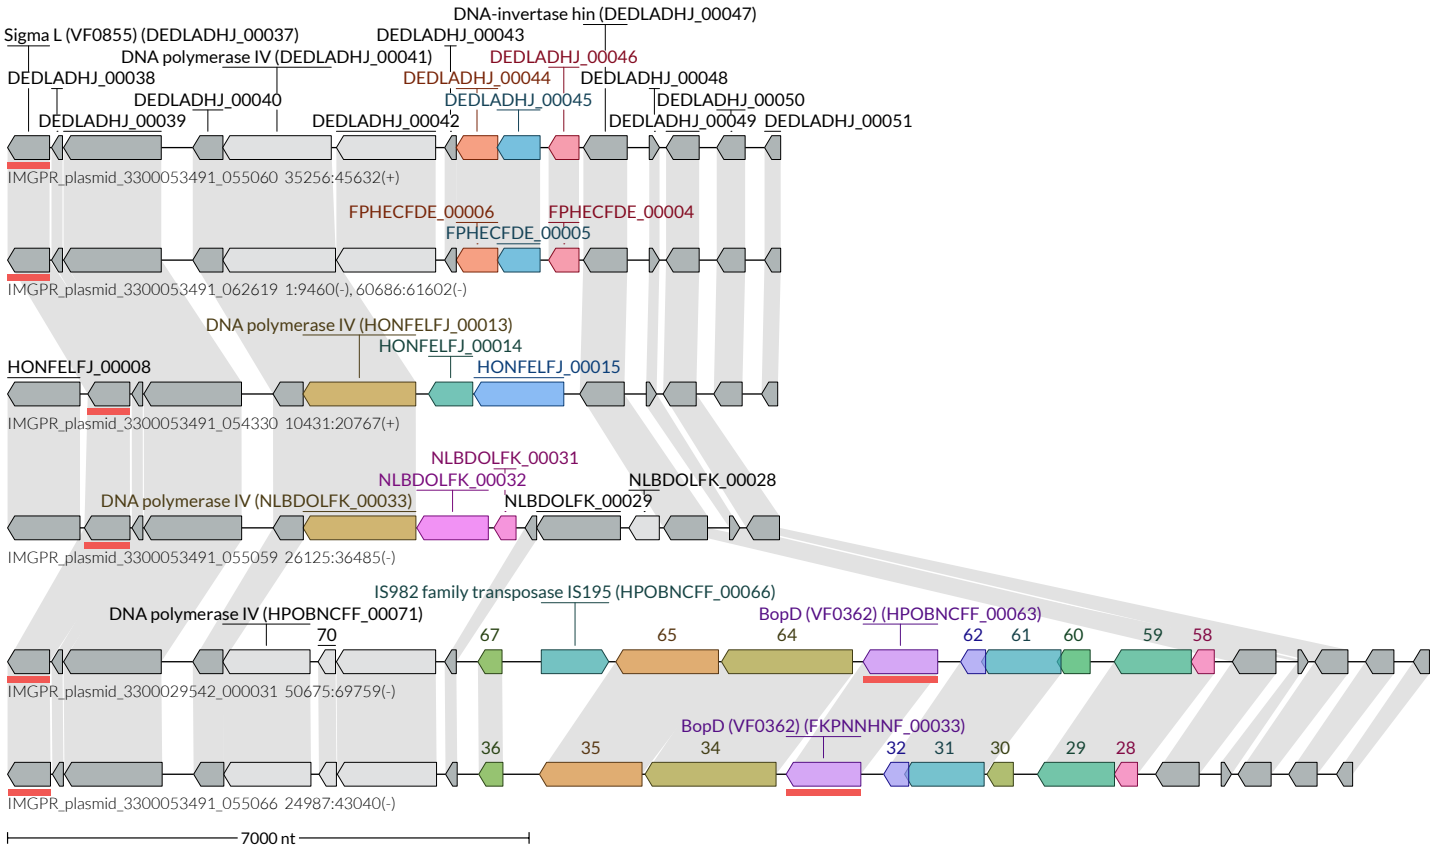 DNA-invertase hin (DEDLADHJ_00047)
Sigma L (VF0855) (DEDLADHJ_00037)
DEDLADHJ_00043
DNA polymerase IV (DEDLADHJ_00041)
DEDLADHJ_00046
DEDLADHJ_00038
DEDLADHJ_00044
DEDLADHJ_00048
DEDLADHJ_00040
DEDLADHJ_00045
DEDLADHJ_00050
DEDLADHJ_00039
DEDLADHJ_00042
DEDLADHJ_00049
DEDLADHJ_00051
IMGPR_plasmid_3300053491_055060 35256:45632(+)
FPHECFDE_00006
FPHECFDE_00004
FPHECFDE_00005
IMGPR_plasmid_3300053491_062619 1:9460(-), 60686:61602(-)
DNA polymerase IV (HONFELFJ_00013)
HONFELFJ_00014
HONFELFJ_00008
HONFELFJ_00015
IMGPR_plasmid_3300053491_054330 10431:20767(+)
NLBDOLFK_00031
NLBDOLFK_00032
NLBDOLFK_00028
DNA polymerase IV (NLBDOLFK_00033)
NLBDOLFK_00029
IMGPR_plasmid_3300053491_055059 26125:36485(-)
IS982 family transposase IS195 (HPOBNCFF_00066)
DNA polymerase IV (HPOBNCFF_00071)
BopD (VF0362) (HPOBNCFF_00063)
70
67
65
64
62
61
60
59
58
IMGPR_plasmid_3300029542_000031 50675:69759(-)
BopD (VF0362) (FKPNNHNF_00033)
36
35
34
32
31
30
29
28
IMGPR_plasmid_3300053491_055066 24987:43040(-)
7000 nt